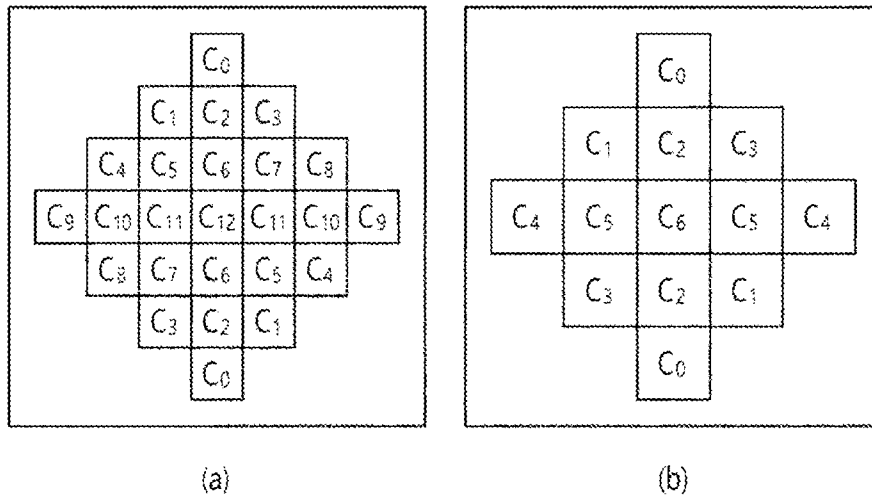 C₀
C₁ C₂ C₃
C₄ C₅ C₆ C₇ C₈
C₉ C₁₀ C₁₁ C₁₂ C₁₁ C₁₀ C₉
C₈ C₇ C₆ C₅ C₄
C₃ C₂ C₁
C₀
(a)
C₀
C₁ C₂ C₃
C₄ C₅ C₆ C₅ C₄
C₃ C₂ C₁
C₀
(b)